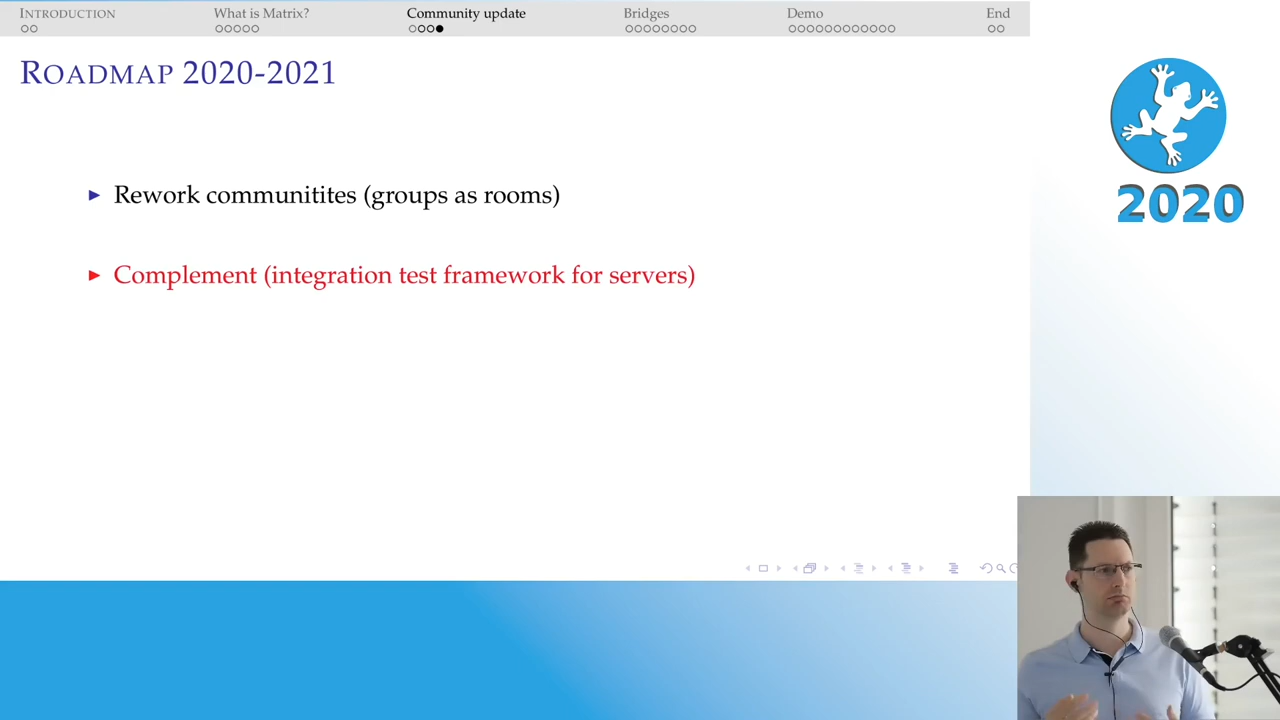 INTRODUCTION
What is Matrix?
Community update
Bridges
Demo
End
ROADMAP 2020-2021
Rework communitites (groups as rooms)
Complement (integration test framework for servers)
2020